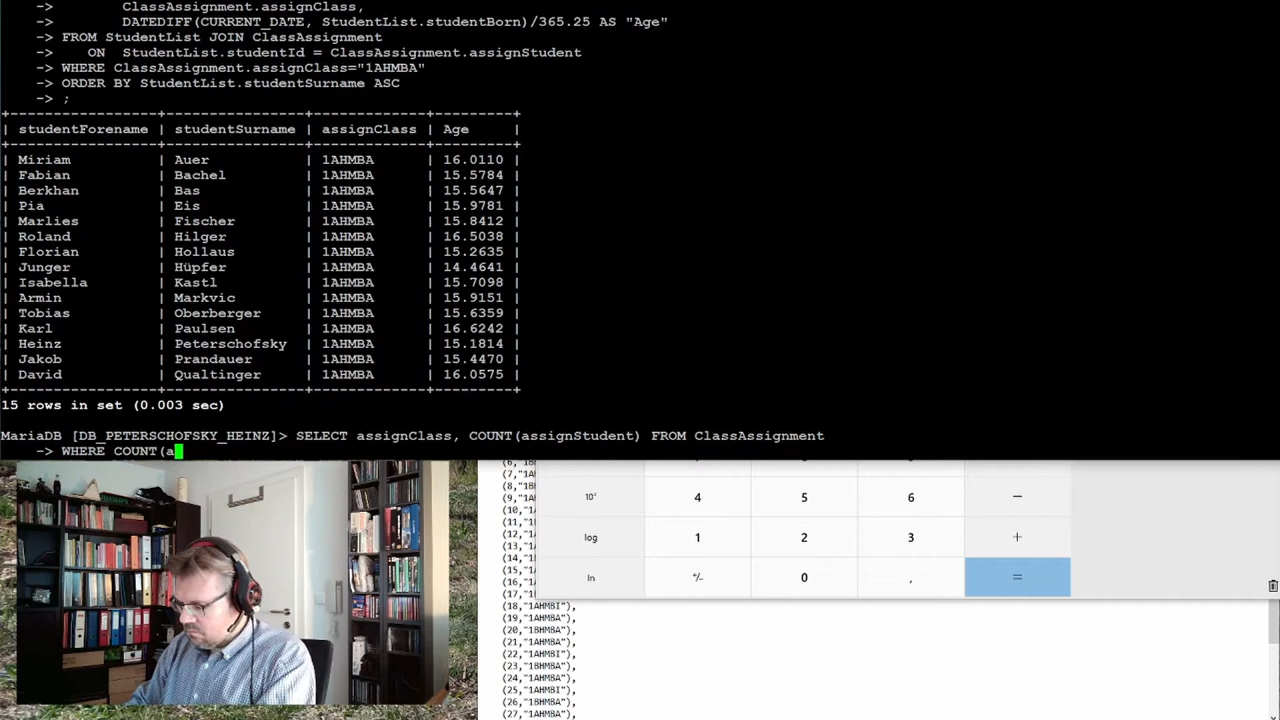 ClassAssignment.assignClass,
-> DATEDIFF(CURRENT_DATE, StudentList.studentBorn)/365.25 AS "Age"
-> FROM StudentList JOIN ClassAssignment
-> ON StudentList.studentId = ClassAssignment.assignStudent
-> WHERE ClassAssignment.assignClass="1AHMBA"
-> ORDER BY StudentList.studentSurname ASC
-> ;
+-----------------+----------------+-------------+---------+
| studentForename | studentSurname | assignClass | Age |
+-----------------+----------------+-------------+---------+
| Miriam | Auer | 1AHMBA | 16.0110 |
| Fabian | Bachel | 1AHMBA | 15.5784 |
| Berkhan | Bas | 1AHMBA | 15.5647 |
| Pia | Eis | 1AHMBA | 15.9781 |
| Marlies | Fischer | 1AHMBA | 15.8412 |
| Roland | Hilger | 1AHMBA | 16.5038 |
| Florian | Hollaus | 1AHMBA | 15.2635 |
| Junger | Hüpfer | 1AHMBA | 14.4641 |
| Isabella | Kastl | 1AHMBA | 15.7098 |
| Armin | Markvic | 1AHMBA | 15.9151 |
| Tobias | Oberberger | 1AHMBA | 15.6359 |
| Karl | Paulsen | 1AHMBA | 16.6242 |
| Heinz | Peterschofsky | 1AHMBA | 15.1814 |
| Jakob | Prandauer | 1AHMBA | 15.4470 |
| David | Qualtinger | 1AHMBA | 16.0575 |
+-----------------+----------------+-------------+---------+
15 rows in set (0.003 sec)
MariaDB [DB_PETERSCHOFSKY_HEINZ]> SELECT assignClass, COUNT(assignStudent) FROM ClassAssignment
-> WHERE COUNT(a
4 5 6 −
log 1 2 3 +
ln +/− 0 , =
(18,"1AHMBI"),
(19,"1AHMBA"),
(20,"1BHMBA"),
(21,"1AHMBA"),
(22,"1AHMBI"),
(23,"1BHMBA"),
(24,"1AHMBA"),
(25,"1AHMBI"),
(26,"1BHMBA"),
(27,"1AHMBA"),